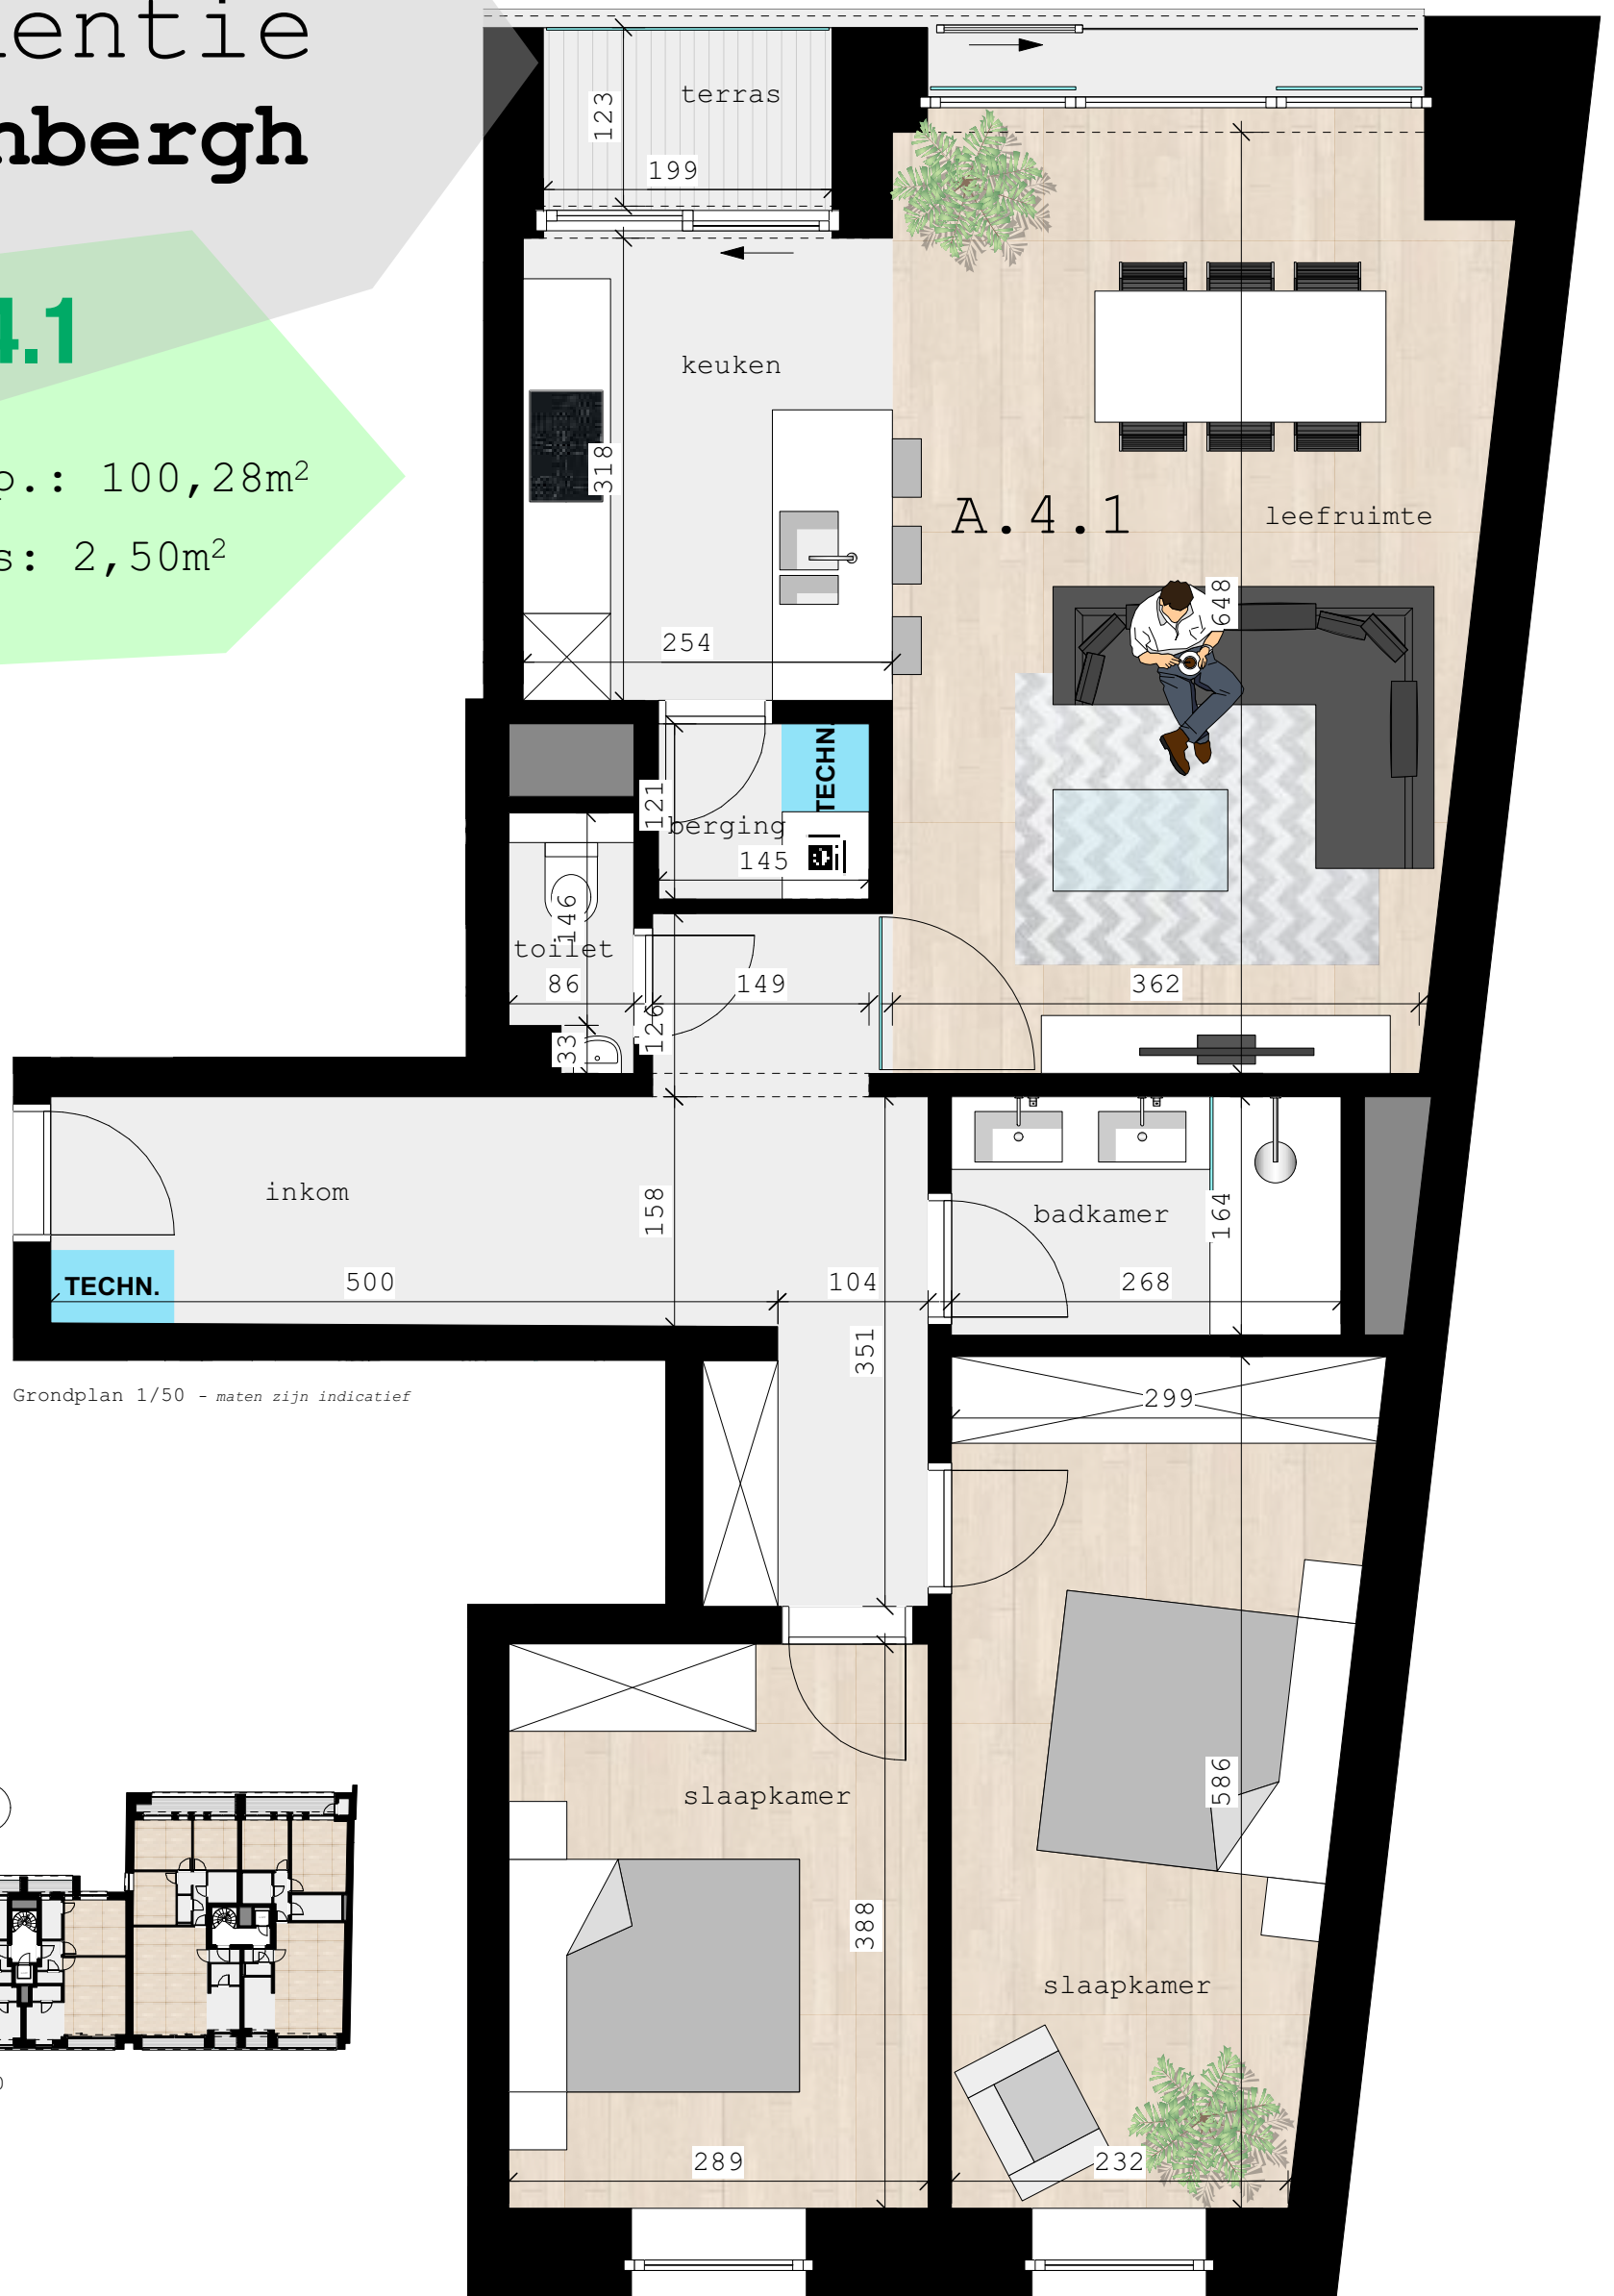 entie
nbergh
4.1
p.: 100,28m²
s: 2,50m²
terras
123
199
keuken
318
254
A.4.1
leefruimte
648
TECHN.
121
berging
145
146
toilet
86
149
126
33
362
inkom
158
badkamer
164
TECHN.
500
104
268
351
Grondplan 1/50 - maten zijn indicatief
299
slaapkamer
586
388
slaapkamer
289
232